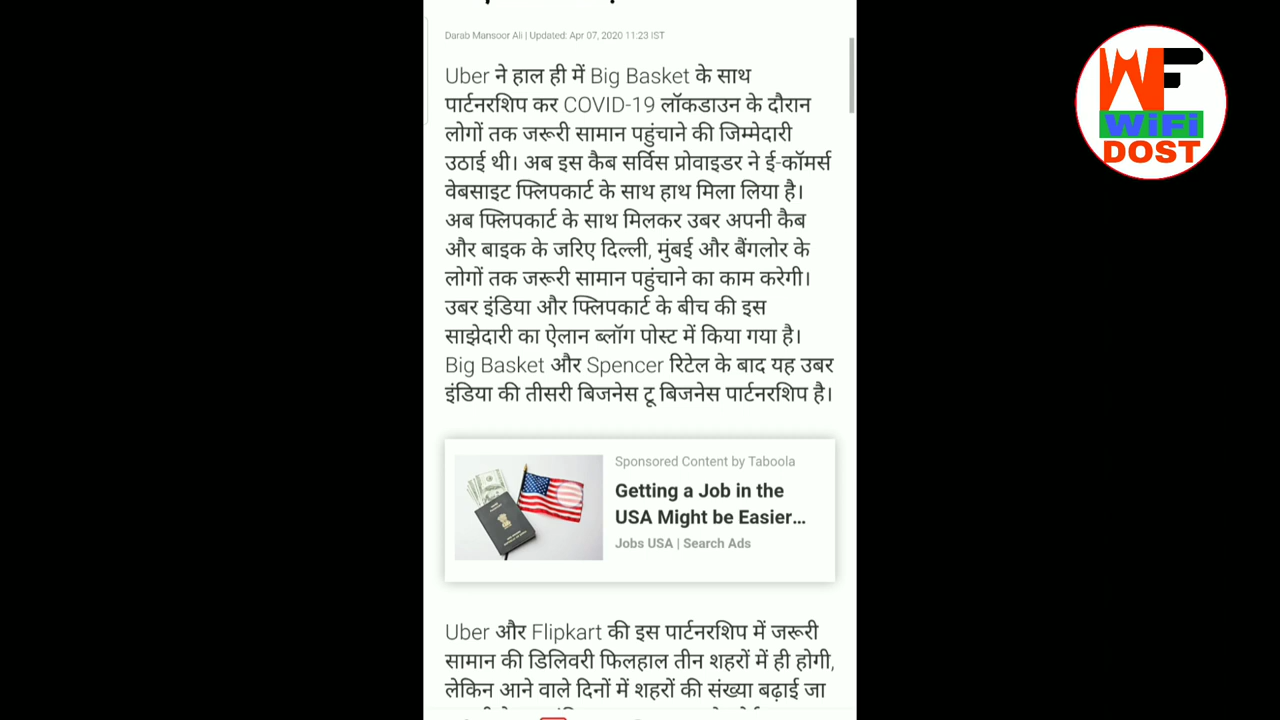 Darab Mansoor Ali | Updated: Apr 07, 2020 11:23 IST
Uber ने हाल ही में Big Basket के साथ
पार्टनरशिप कर COVID-19 लॉकडाउन के दौरान
लोगों तक जरूरी सामान पहुंचाने की जिम्मेदारी
उठाई थी। अब इस कैब सर्विस प्रोवाइडर ने ई-कॉमर्स
वेबसाइट फ्लिपकार्ट के साथ हाथ मिला लिया है।
अब फ्लिपकार्ट के साथ मिलकर उबर अपनी कैब
और बाइक के जरिए दिल्ली, मुंबई और बैंगलोर के
लोगों तक जरूरी सामान पहुंचाने का काम करेगी।
उबर इंडिया और फ्लिपकार्ट के बीच की इस
साझेदारी का ऐलान ब्लॉग पोस्ट में किया गया है।
Big Basket और Spencer रिटेल के बाद यह उबर
इंडिया की तीसरी बिजनेस टू बिजनेस पार्टनरशिप है।
Sponsored Content by Taboola
Getting a Job in the
USA Might be Easier...
Jobs USA | Search Ads
Uber और Flipkart की इस पार्टनरशिप में जरूरी
सामान की डिलिवरी फिलहाल तीन शहरों में ही होगी,
लेकिन आने वाले दिनों में शहरों की संख्या बढ़ाई जा
WF
WiFi
DOST